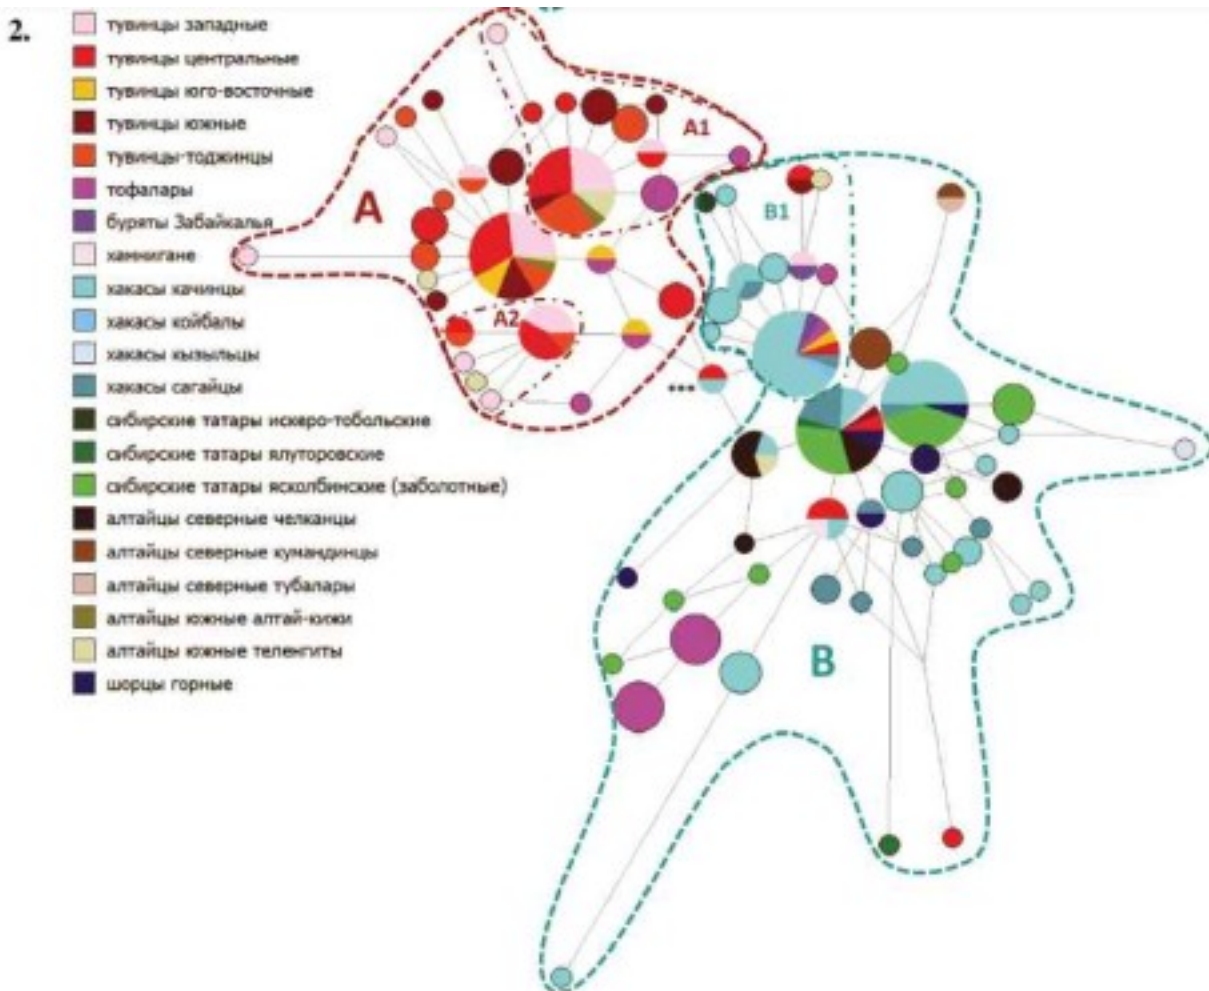 2.
тувинцы западные
тувинцы центральные
тувинцы юго-восточные
тувинцы южные
тувинцы-тоджинцы
тофалары
буряты Забайкалья
хамнигане
хакасы качинцы
хакасы койбалы
хакасы кызыльцы
хакасы сагайцы
сибирские татары искеро-тобольские
сибирские татары ялуторовские
сибирские татары ясколбинские (заболотные)
алтайцы северные челканцы
алтайцы северные кумандинцы
алтайцы северные тубалары
алтайцы южные алтай-кижи
алтайцы южные теленгиты
шорцы горные
A
A1
A2
B1
***
B